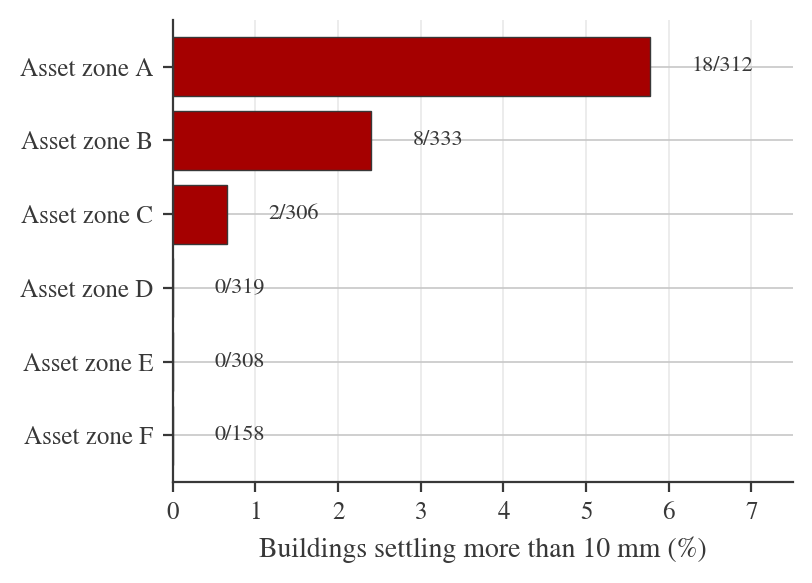 Asset zone A 18/312
Asset zone B 8/333
Asset zone C 2/306
Asset zone D 0/319
Asset zone E 0/308
Asset zone F 0/158
0 1 2 3 4 5 6 7
Buildings settling more than 10 mm (%)